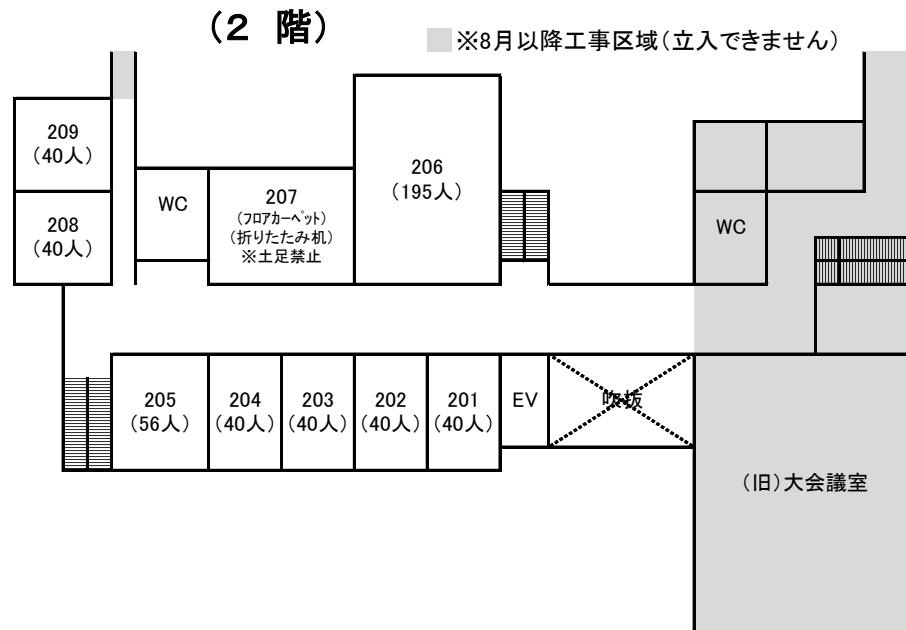 （２ 階）
※8月以降工事区域（立入できません）
209
（40人）
208
（40人）
WC
207
（フロアカーペット）
（折りたたみ机）
※土足禁止
206
（195人）
WC
205
（56人）
204
（40人）
203
（40人）
202
（40人）
201
（40人）
EV
吹抜
（旧）大会議室